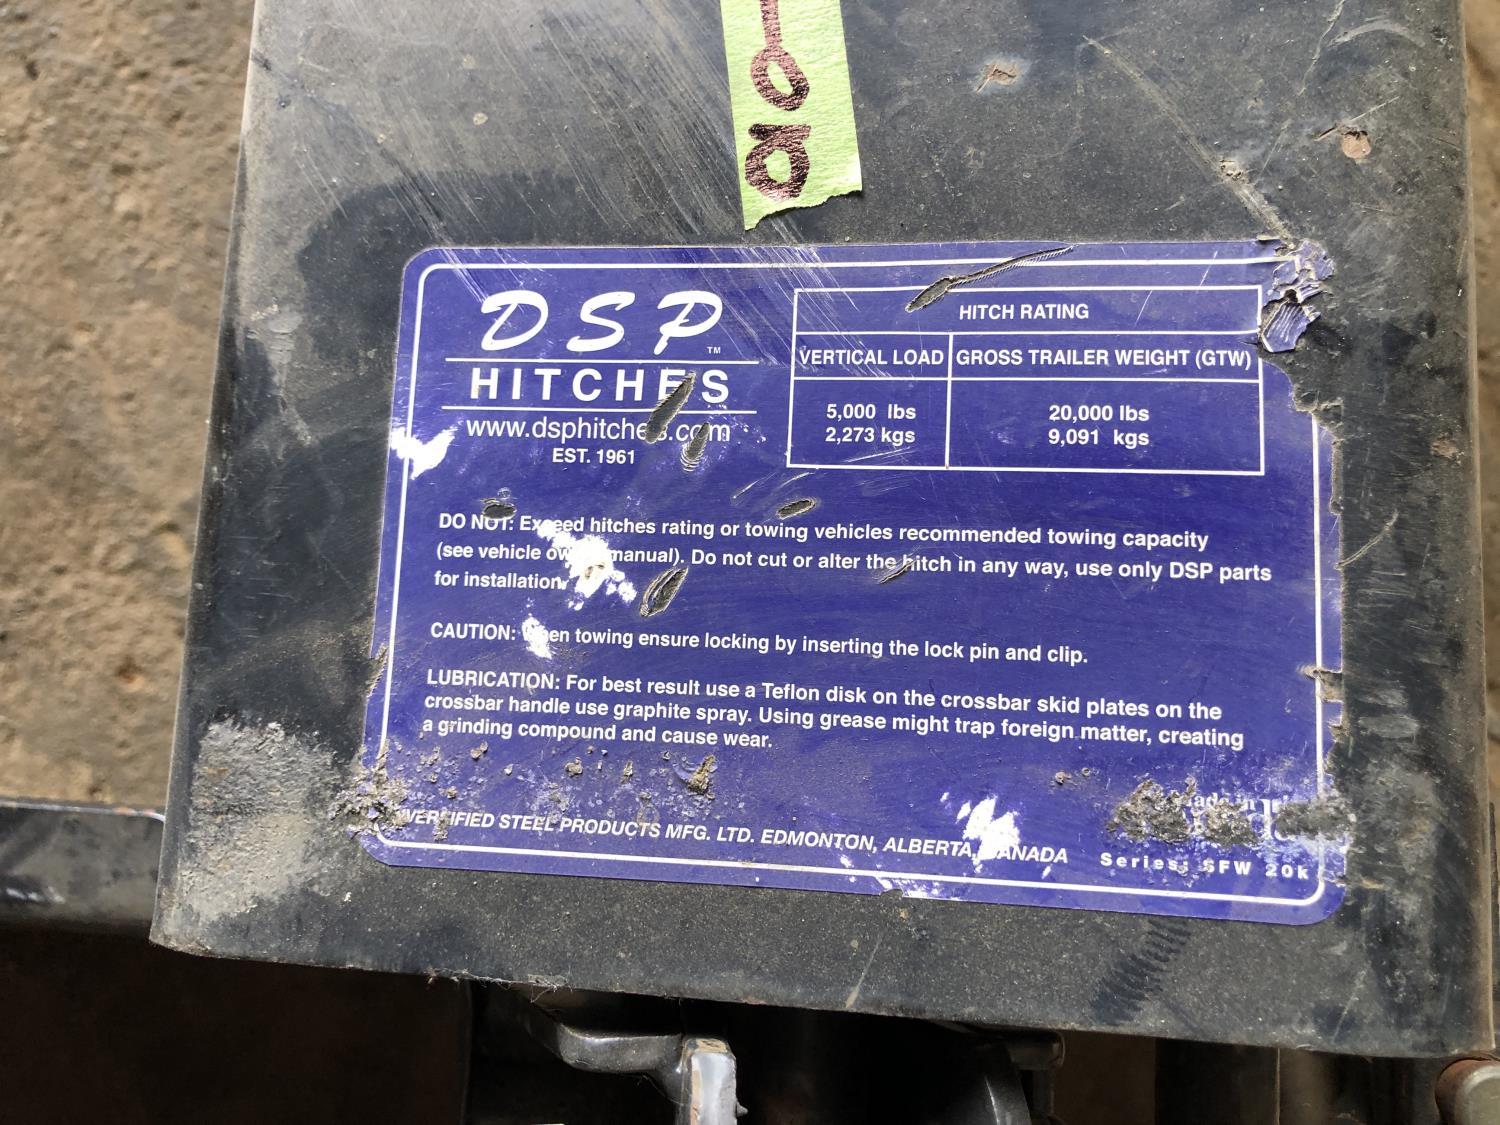 DSP
TM
HITCHES
www.dsphitches.com
EST. 1961
HITCH RATING
VERTICAL LOAD GROSS TRAILER WEIGHT (GTW)
5,000 lbs 20,000 lbs
2,273 kgs 9,091 kgs
DO NOT: Exceed hitches rating or towing vehicles recommended towing capacity
(see vehicle manual). Do not cut or alter the hitch in any way, use only DSP parts
for installation.
CAUTION: When towing ensure locking by inserting the lock pin and clip.
LUBRICATION: For best result use a Teflon disk on the crossbar skid plates on the
crossbar handle use graphite spray. Using grease might trap foreign matter, creating
a grinding compound and cause wear.
STEEL PRODUCTS MFG. LTD. EDMONTON, ALBERTA, CANADA
Made in
Series: SFW 20k